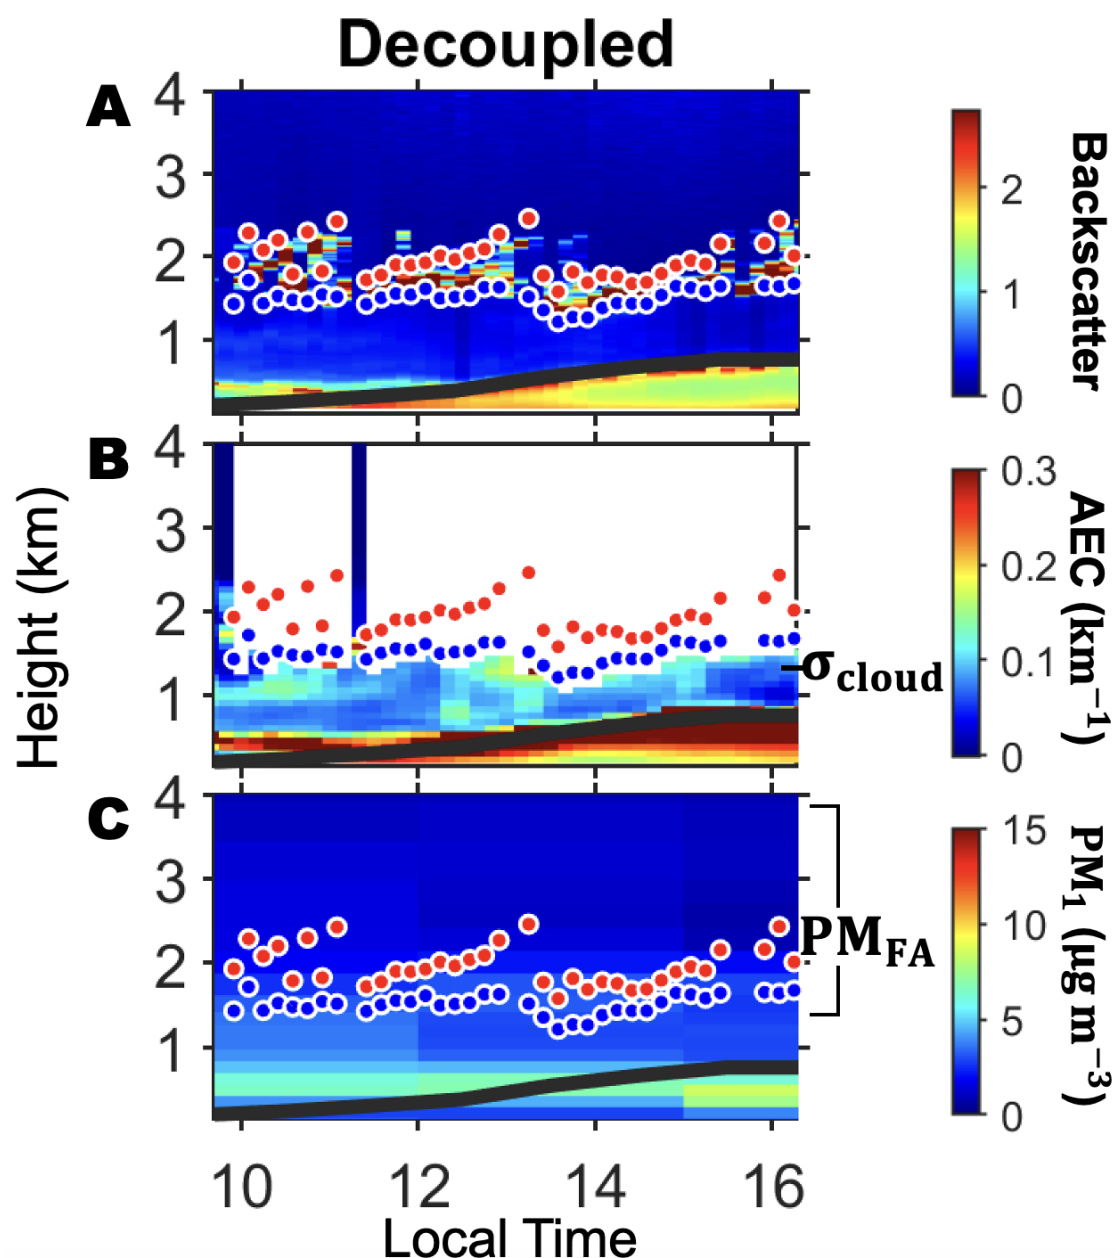 Decoupled
A
4
3
2
1
2
1
0
Backscatter
B
4
3
2
1
0.3
0.2
0.1
0
AEC (km⁻¹)
σcloud
Height (km)
C
4
3
2
1
15
10
5
0
PM₁ (μg m⁻³)
PMFA
10 12 14 16
Local Time